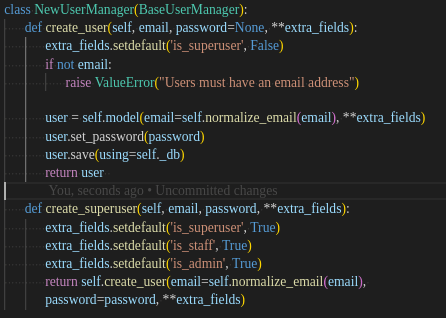 class NewUserManager(BaseUserManager):
def create_user(self, email, password=None, **extra_fields):
extra_fields.setdefault('is_superuser', False)
if not email:
raise ValueError("Users must have an email address")
user = self.model(email=self.normalize_email(email), **extra_fields)
user.set_password(password)
user.save(using=self._db)
return user
You, seconds ago • Uncommitted changes
def create_superuser(self, email, password, **extra_fields):
extra_fields.setdefault('is_superuser', True)
extra_fields.setdefault('is_staff', True)
extra_fields.setdefault('is_admin', True)
return self.create_user(email=self.normalize_email(email),
password=password, **extra_fields)